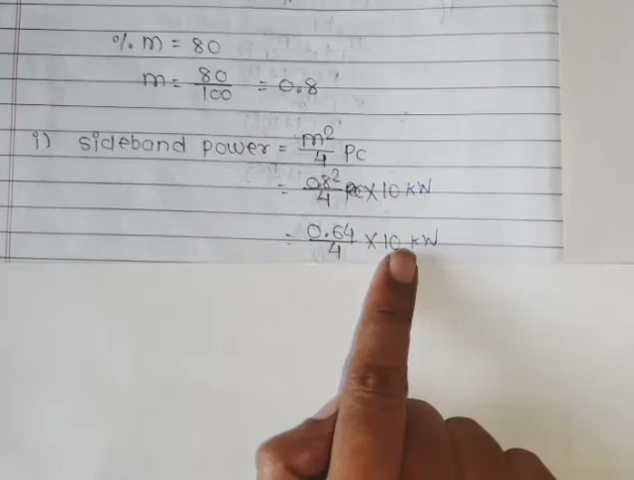 % m = 80
m = 80/100 = 0.8
i) sideband power = m²/4 Pc
= 0.8²/4 × 10 kW
= 0.64/4 × 10 kW